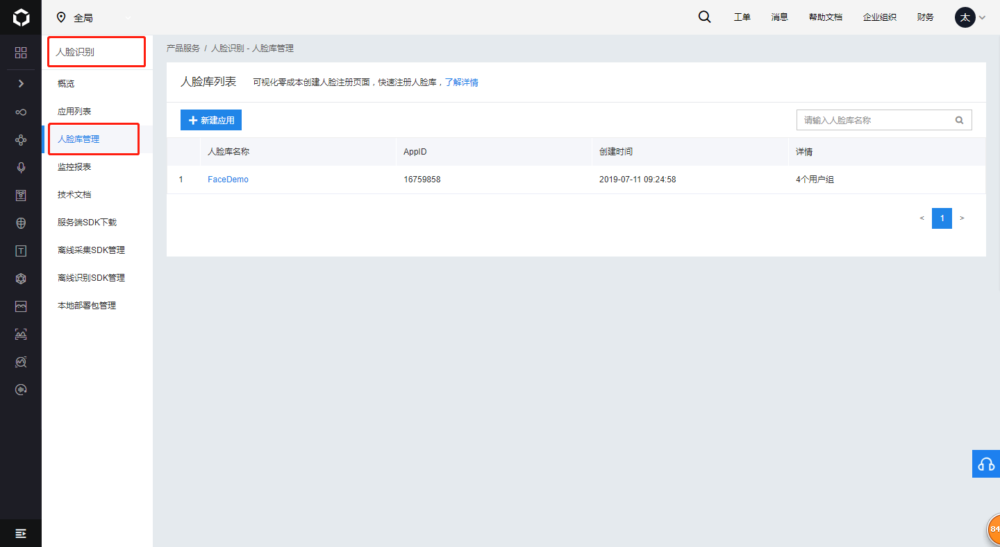 全局
工单 消息 帮助文档 企业组织 财务 太
人脸识别
概览
应用列表
人脸库管理
监控报表
技术文档
服务端SDK下载
离线采集SDK管理
离线识别SDK管理
本地部署包管理
产品服务 / 人脸识别 - 人脸库管理
人脸库列表 可视化零成本创建人脸注册页面，快速注册人脸库，了解详情
新建应用
请输入人脸库名称
人脸库名称 AppID 创建时间 详情
1 FaceDemo 16759858 2019-07-11 09:24:58 4个用户组
< 1 >
84